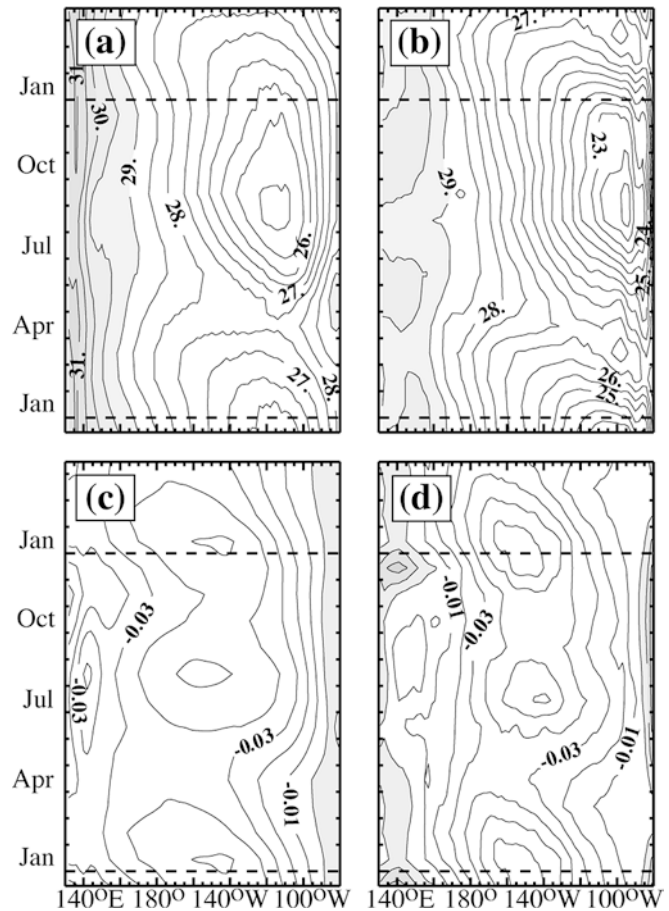 (a)
(b)
Jan
Oct
Jul
Apr
Jan
31.
30.
29.
28.
26.
27.
31.
27.
28.
27.
23.
29.
24.
25.
28.
26.
25.
(c)
(d)
Jan
Oct
Jul
Apr
Jan
-0.03
-0.03
-0.03
-0.01
-0.01
-0.03
-0.03
-0.01
140°E 180° 140°W 100°W
140°E 180° 140°W 100°W